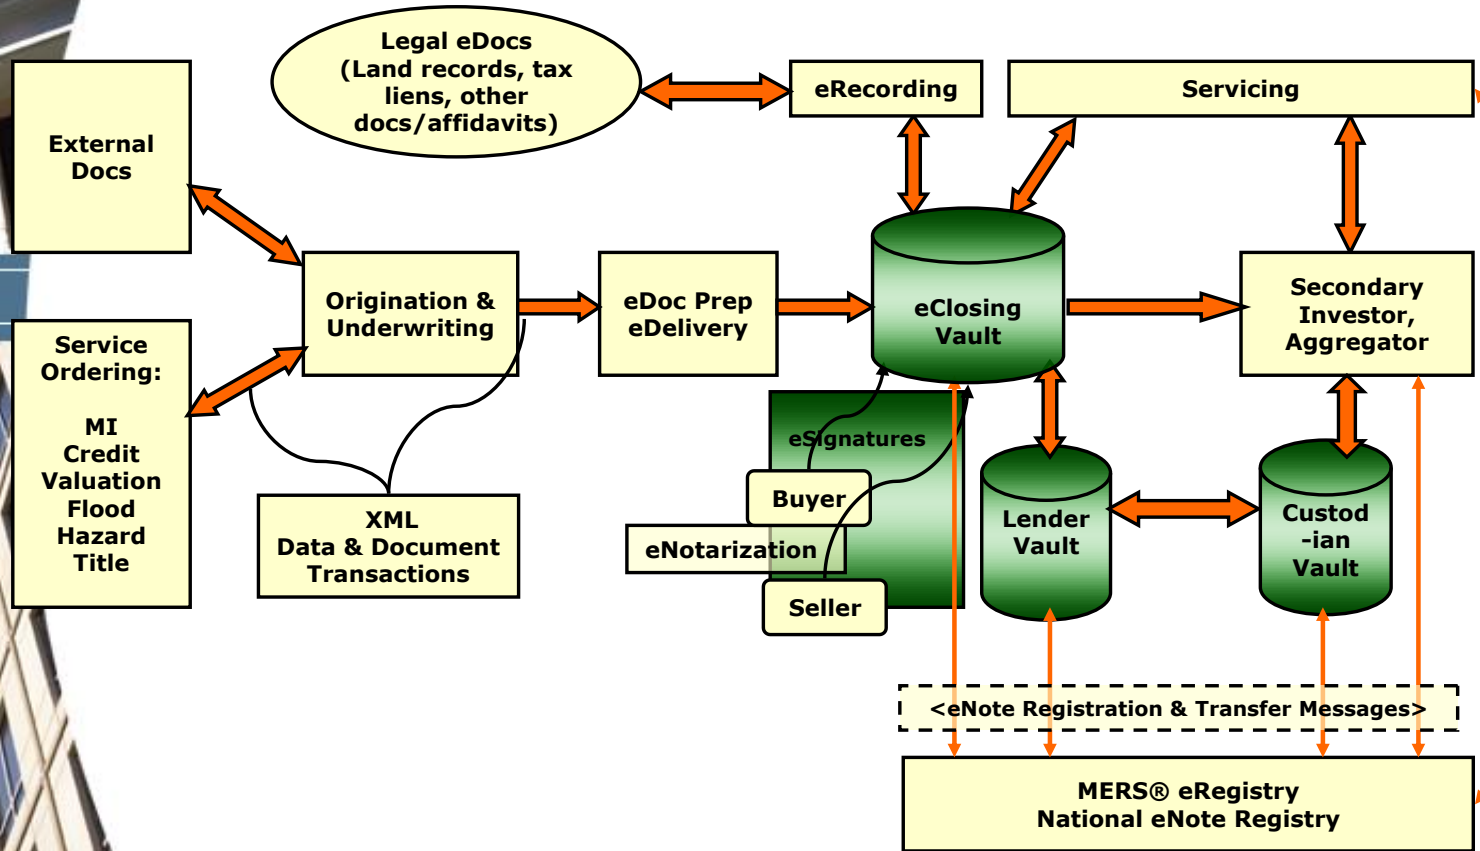 Legal eDocs
(Land records, tax
liens, other
docs/affidavits)
eRecording
Servicing
External
Docs
Origination &
Underwriting
eDoc Prep
eDelivery
eClosing
Vault
Secondary
Investor,
Aggregator
Service
Ordering:
MI
Credit
Valuation
Flood
Hazard
Title
XML
Data & Document
Transactions
eSignatures
Buyer
eNotarization
Seller
Lender
Vault
Custod
-ian
Vault
<eNote Registration & Transfer Messages>
MERS® eRegistry
National eNote Registry